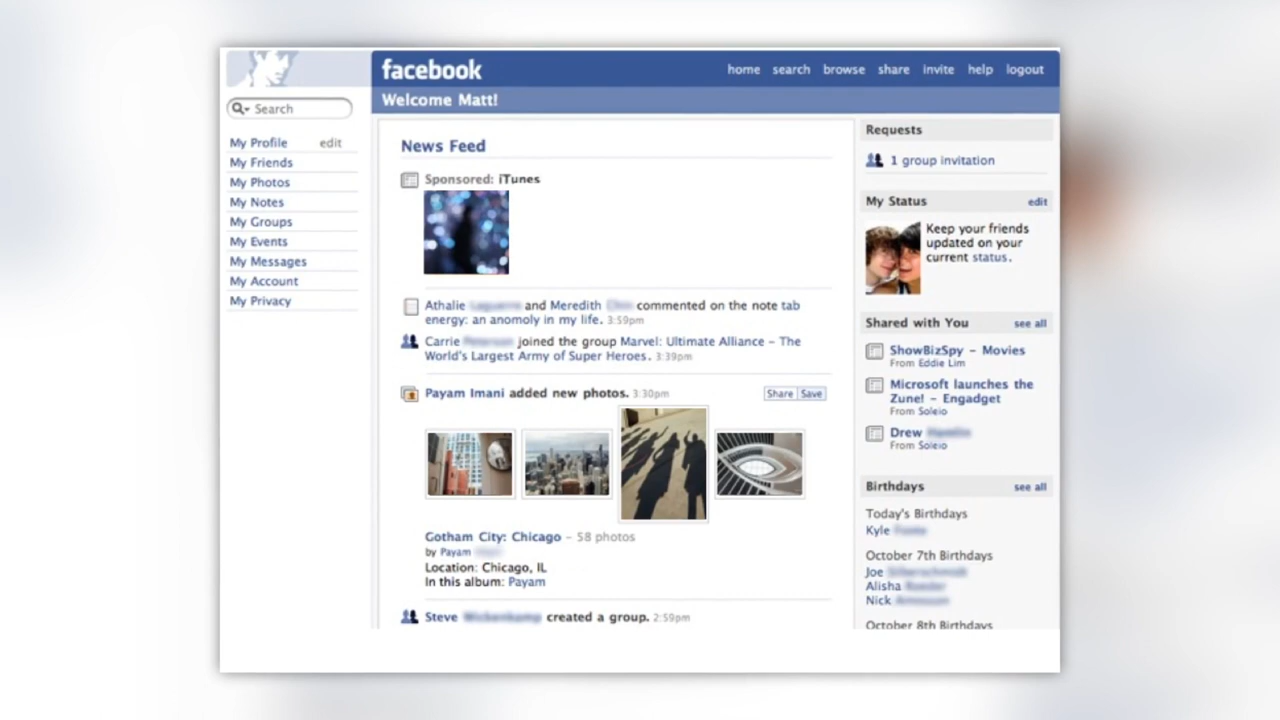 facebook
home search browse share invite help logout
Search
Welcome Matt!
My Profile edit
My Friends
My Photos
My Notes
My Groups
My Events
My Messages
My Account
My Privacy
News Feed
Sponsored: iTunes
Athalie and Meredith commented on the note tab
energy: an anomoly in my life. 3:59pm
Carrie joined the group Marvel: Ultimate Alliance – The
World's Largest Army of Super Heroes. 3:39pm
Payam Imani added new photos. 3:30pm
Share Save
Gotham City: Chicago – 58 photos
by Payam
Location: Chicago, IL
In this album: Payam
Steve created a group. 2:59pm
Requests
1 group invitation
My Status edit
Keep your friends
updated on your
current status.
Shared with You see all
ShowBizSpy – Movies
From Eddie Lim
Microsoft launches the
Zune! – Engadget
From Soleio
Drew
From Soleio
Birthdays see all
Today's Birthdays
Kyle
October 7th Birthdays
Joe
Alisha
Nick
October 8th Birthdays